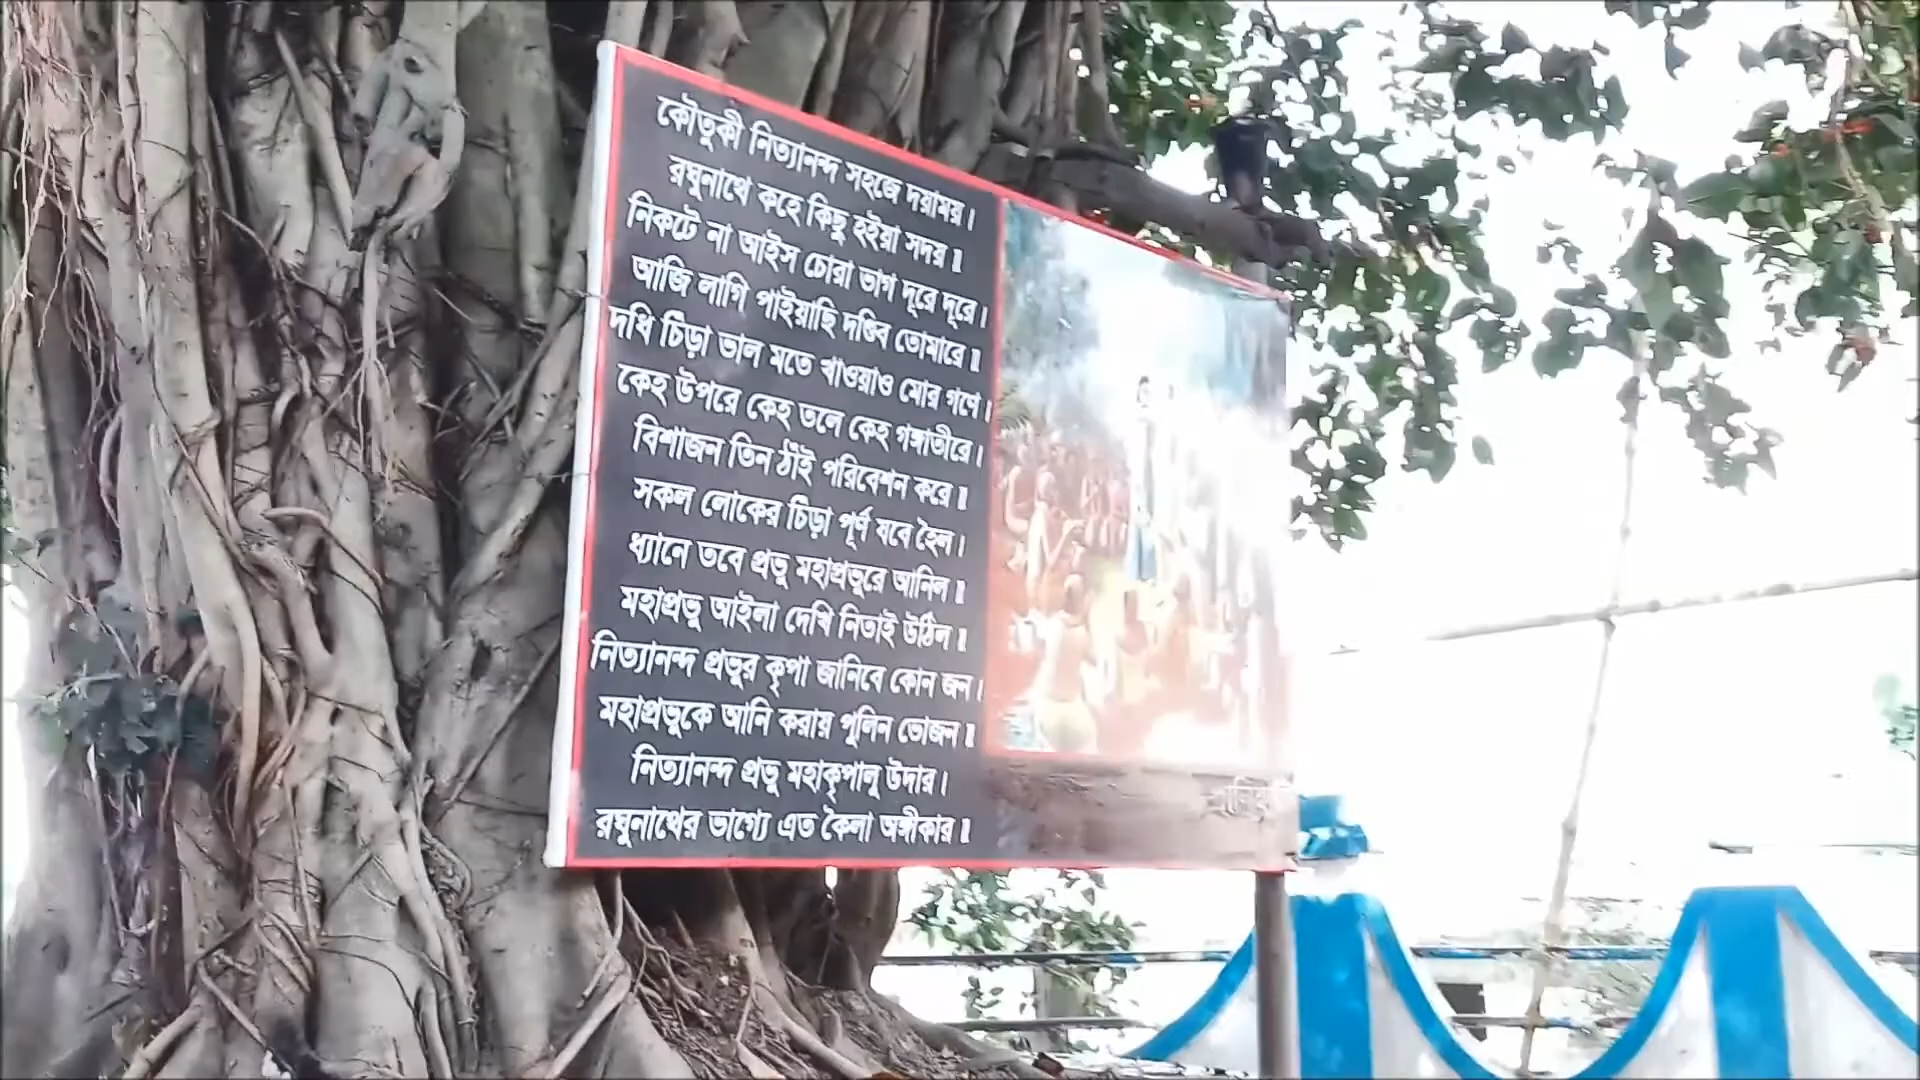 কৌতুকী নিত্যানন্দ সহজে দয়াময়।
রঘুনাথে কহে কিছু হইয়া সদয়॥
নিকটে না আইস চোরা ভাগ দূরে দূরে।
আজি লাগি পাইয়াছি দণ্ডিব তোমারে॥
দধি চিঁড়া ভাল মতে খাওয়াও মোর গণে।
কেহ উপরে কেহ তলে কেহ গঙ্গাতীরে।
বিশাজন তিন ঠাঁই পরিবেশন করে॥
সকল লোকের চিঁড়া পূর্ণ যবে হৈল।
ধ্যানে তবে প্রভু মহাপ্রভুরে আনিল॥
মহাপ্রভু আইলা দেখি নিতাই উঠিল॥
নিত্যানন্দ প্রভুর কৃপা জানিবে কোন জন।
মহাপ্রভুকে আনি করায় পুলিন ভোজন॥
নিত্যানন্দ প্রভু মহাকৃপালু উদার।
রঘুনাথের ভাগ্যে এত কৈলা অঙ্গীকার॥